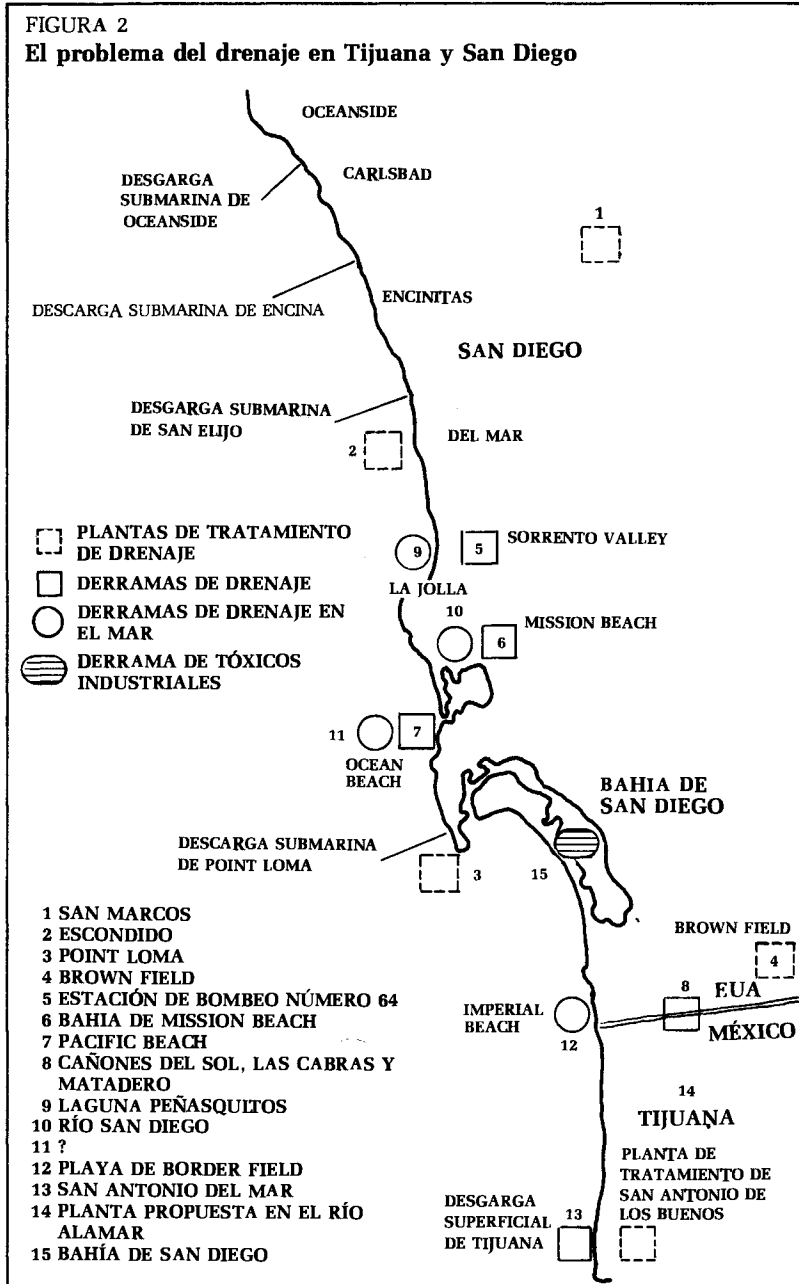 FIGURA 2
El problema del drenaje en Tijuana y San Diego
OCEANSIDE
DESGARGA
SUBMARINA DE
OCEANSIDE
CARLSBAD
1
DESCARGA SUBMARINA DE ENCINA
ENCINITAS
SAN DIEGO
DESGARGA SUBMARINA
DE SAN ELIJO
DEL MAR
2
PLANTAS DE TRATAMIENTO
DE DRENAJE
DERRAMAS DE DRENAJE
DERRAMAS DE DRENAJE EN
EL MAR
DERRAMA DE TÓXICOS
INDUSTRIALES
9
5
SORRENTO VALLEY
LA JOLLA
10
6
MISSION BEACH
11
7
OCEAN
BEACH
BAHIA DE
SAN DIEGO
DESCARGA SUBMARINA
DE POINT LOMA
3
15
BROWN FIELD
4
8
EUA
MÉXICO
IMPERIAL
BEACH
12
14
TIJUANA
PLANTA DE
TRATAMIENTO DE
SAN ANTONIO DE
LOS BUENOS
DESGARGA
SUPERFICIAL
DE TIJUANA
13
1 SAN MARCOS
2 ESCONDIDO
3 POINT LOMA
4 BROWN FIELD
5 ESTACIÓN DE BOMBEO NÚMERO 64
6 BAHIA DE MISSION BEACH
7 PACIFIC BEACH
8 CAÑONES DEL SOL, LAS CABRAS Y
MATADERO
9 LAGUNA PEÑASQUITOS
10 RÍO SAN DIEGO
11 ?
12 PLAYA DE BORDER FIELD
13 SAN ANTONIO DEL MAR
14 PLANTA PROPUESTA EN EL RÍO
ALAMAR
15 BAHÍA DE SAN DIEGO